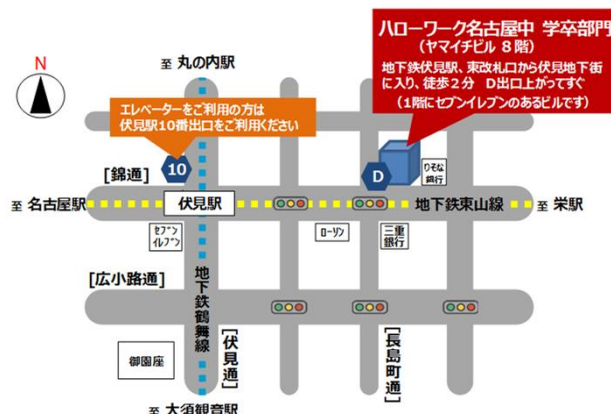 N
至 丸の内駅
ハローワーク名古屋中 学卒部門
(ヤマイチビル 8階)
地下鉄伏見駅、東改札口から伏見地下街
に入り、徒歩2分 D出口上がってすぐ
(1階にセブンイレブンのあるビルです)
エレベーターをご利用の方は
伏見駅10番出口をご利用ください
10
D
りそな
銀行
[錦通]
至 名古屋駅
伏見駅
地下鉄東山線
至 栄駅
セブン
イレブン
ローソン
三重
銀行
[広小路通]
地下鉄鶴舞線
[伏見通]
[長島町通]
御園座
至 大須観音駅